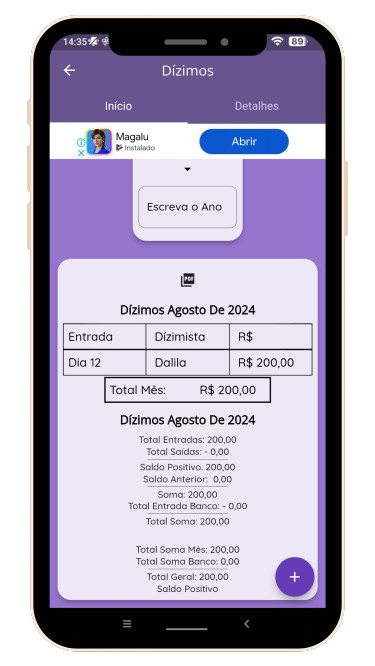 14:35
89
Dízimos
Início
Detalhes
Magalu
Instalado
Abrir
Escreva o Ano
PDF
Dízimos Agosto De 2024
Entrada Dízimista R$
Dia 12 Dalila R$ 200,00
Total Mês: R$ 200,00
Dízimos Agosto De 2024
Total Entradas: 200,00
Total Saídas: - 0,00
Saldo Positivo. 200,00
Saldo Anterior: 0,00
Soma: 200,00
Total Entrada Banco: - 0,00
Total Soma: 200,00
Total Soma Mês: 200,00
Total Soma Banco: 0,00
Total Geral: 200,00
Saldo Positivo
+